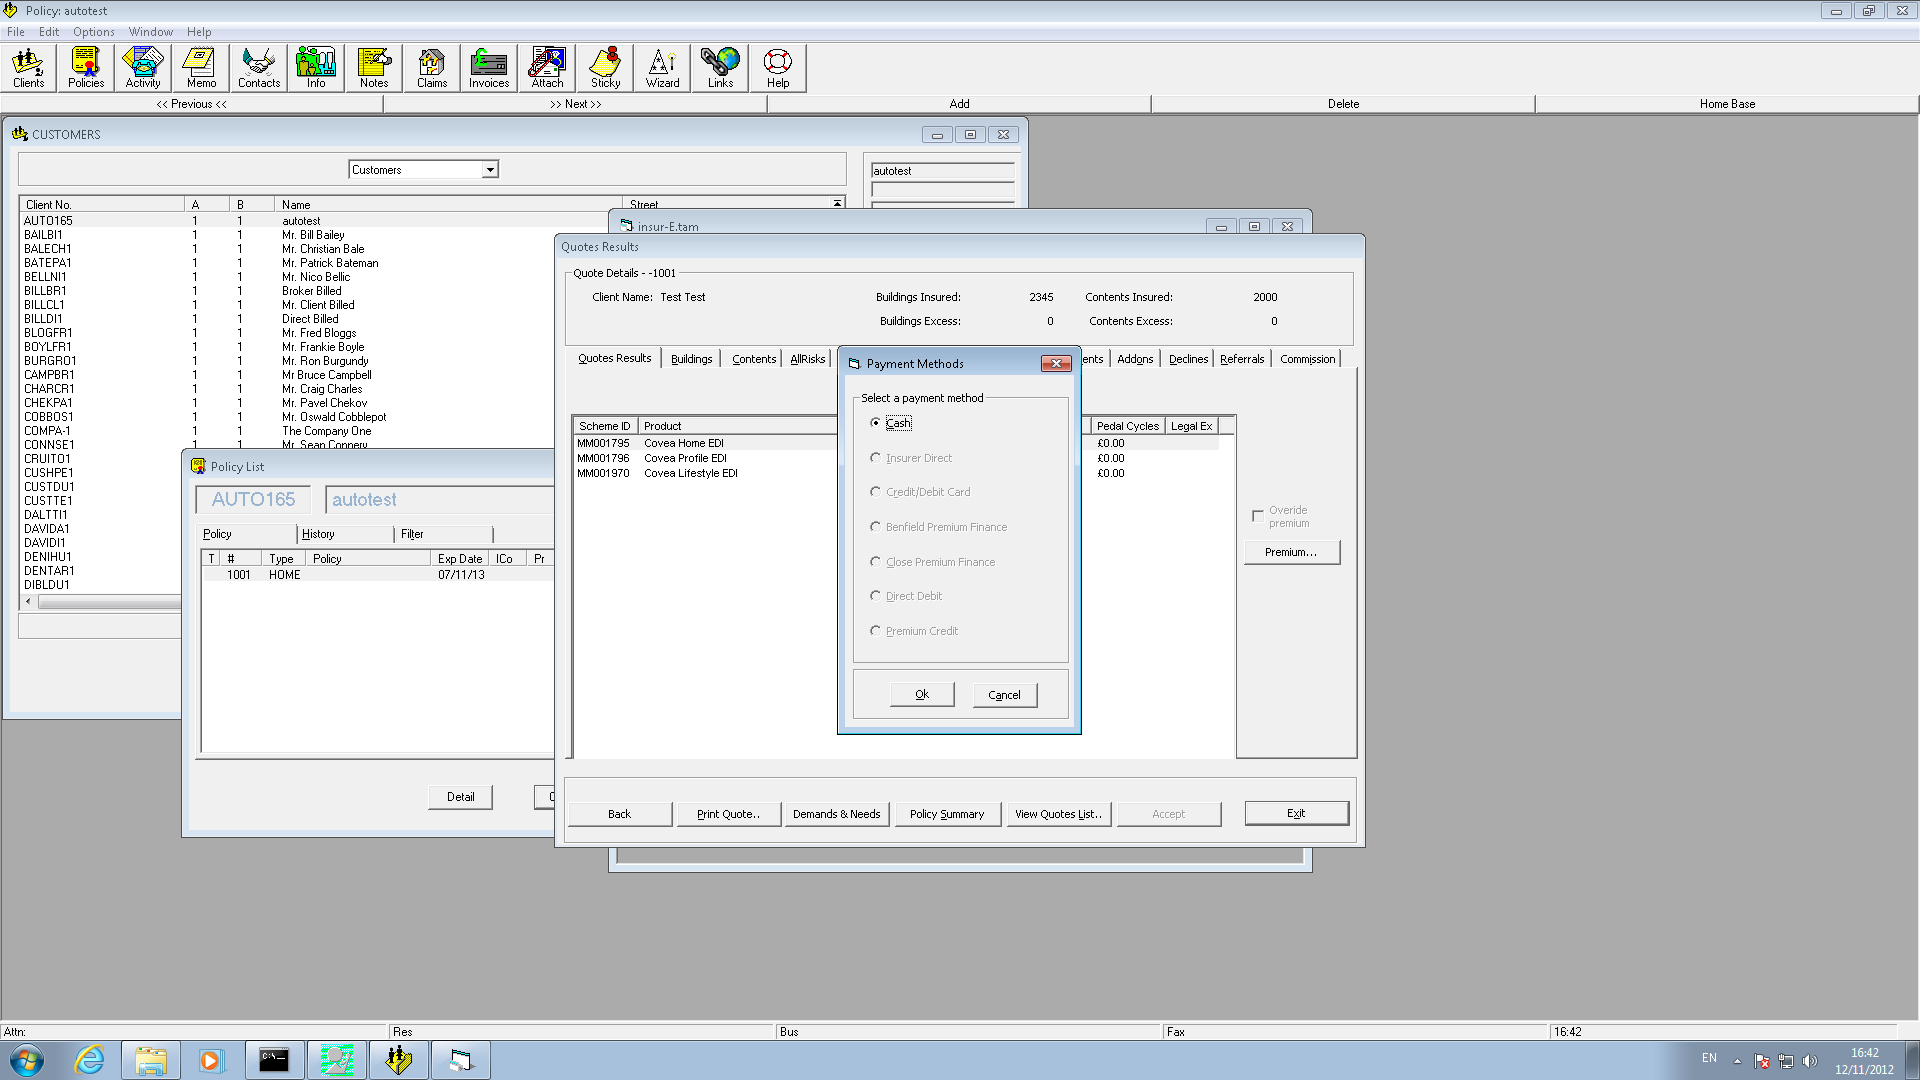 Policy: autotest
File Edit Options Window Help
Clients Policies Activity Memo Contacts Info Notes Claims Invoices Attach Sticky Wizard Links Help
<< Previous << >> Next >> Add Delete Home Base
CUSTOMERS
Customers
autotest
Client No. A B Name Street
AUTO165 1 1 autotest
BAILBI1 1 1 Mr. Bill Bailey
BALECH1 1 1 Mr. Christian Bale
BATEPA1 1 1 Mr. Patrick Bateman
BELLNI1 1 1 Mr. Nico Bellic
BILLBR1 1 1 Broker Billed
BILLCL1 1 1 Mr. Client Billed
BILLDI1 1 1 Direct Billed
BLOGFR1 1 1 Mr. Fred Bloggs
BOYLFR1 1 1 Mr. Frankie Boyle
BURGRO1 1 1 Mr. Ron Burgundy
CAMPBR1 1 1 Mr Bruce Campbell
CHARCR1 1 1 Mr. Craig Charles
CHEKPA1 1 1 Mr. Pavel Chekov
COBBOS1 1 1 Mr. Oswald Cobblepot
COMPA-1 1 1 The Company One
CONNSE1 1 1 Mr. Sean Connery
CRUITO1
CUSHPE1
CUSTDU1
CUSTTE1
DALTTI1
DAVIDA1
DAVIDI1
DENIHU1
DENTAR1
DIBLDU1
Policy List
AUTO165 autotest
Policy History Filter
T # Type Policy Exp Date ICo Pr
1001 HOME 07/11/13
Detail
insur-E.tam
Quotes Results
Quote Details - -1001
Client Name: Test Test Buildings Insured: 2345 Contents Insured: 2000
Buildings Excess: 0 Contents Excess: 0
Quotes Results Buildings Contents AllRisks ents Addons Declines Referrals Commission
Scheme ID Product Pedal Cycles Legal Ex
MM001795 Covea Home EDI £0.00
MM001796 Covea Profile EDI £0.00
MM001970 Covea Lifestyle EDI £0.00
Overide
premium
Premium...
Payment Methods
Select a payment method
Cash
Insurer Direct
Credit/Debit Card
Benfield Premium Finance
Close Premium Finance
Direct Debit
Premium Credit
Ok Cancel
Back Print Quote.. Demands & Needs Policy Summary View Quotes List.. Accept Exit
Attn: Res Bus Fax 16:42
C:\
EN 16:42
12/11/2012